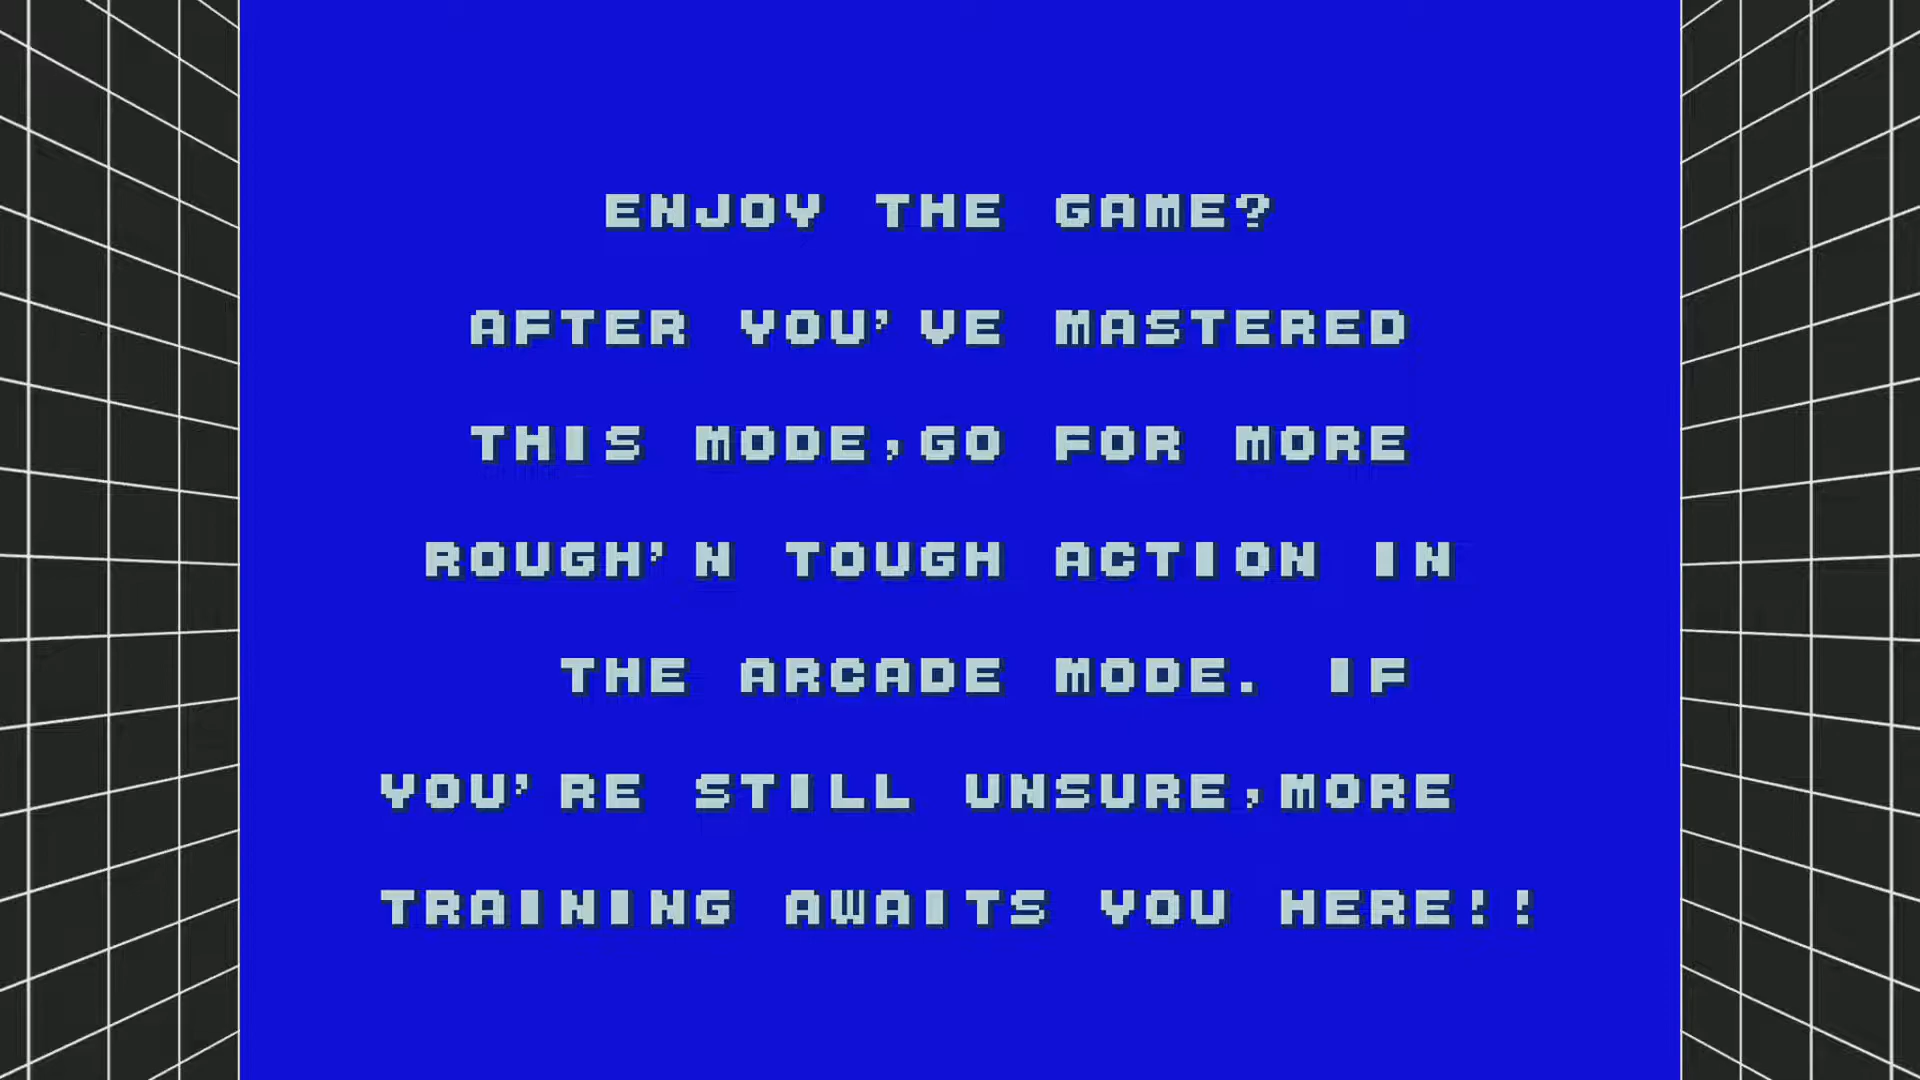 ENJOY THE GAME?
AFTER YOU'VE MASTERED
THIS MODE,GO FOR MORE
ROUGH'N TOUGH ACTION IN
THE ARCADE MODE. IF
YOU'RE STILL UNSURE,MORE
TRAINING AWAITS YOU HERE!!